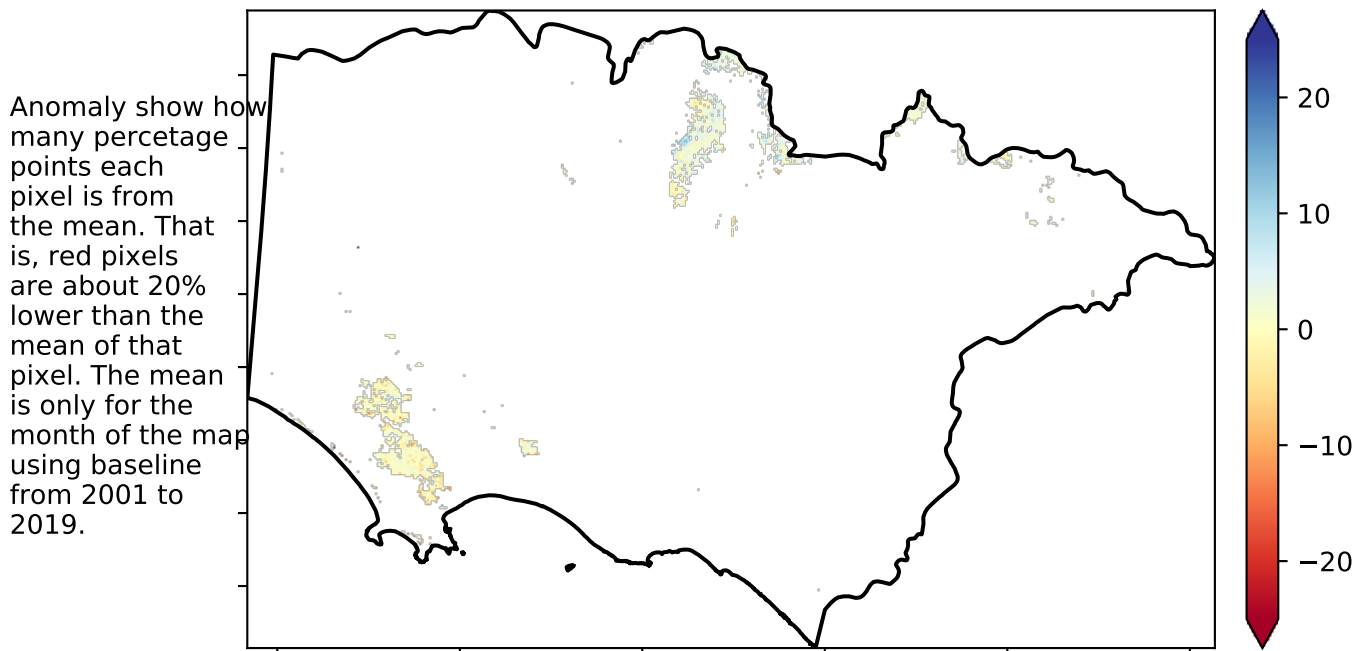 Anomaly show how
many percetage
points each
pixel is from
the mean. That
is, red pixels
are about 20%
lower than the
mean of that
pixel. The mean
is only for the
month of the map
using baseline
from 2001 to
2019.
20
10
0
−10
−20